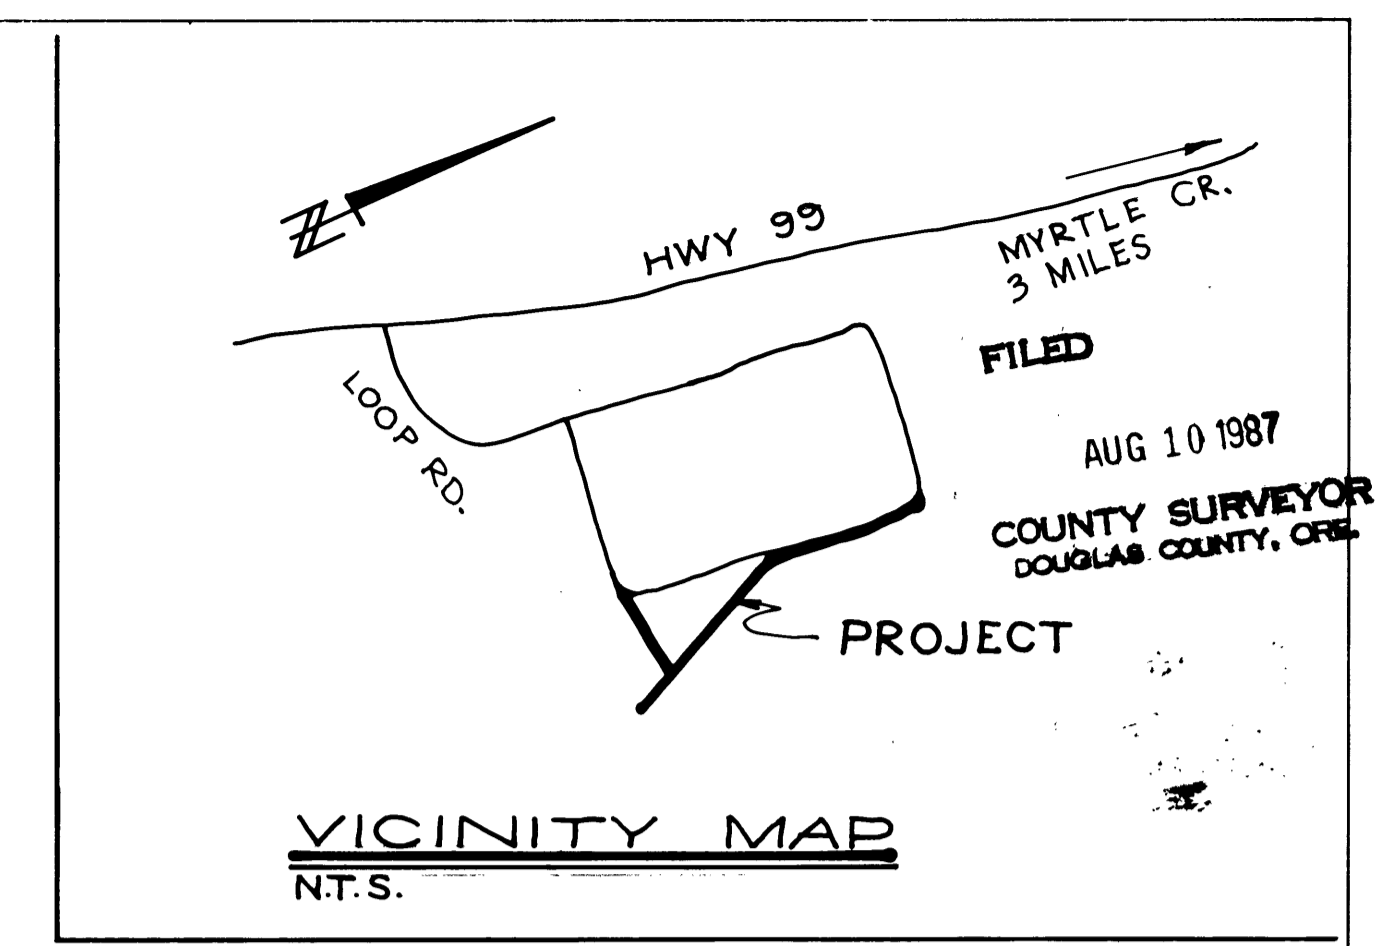 N
HWY 99
MYRTLE CR.
3 MILES
LOOP RD.
FILED
AUG 10 1987
COUNTY SURVEYOR
DOUGLAS COUNTY, ORE.
PROJECT
VICINITY MAP
N.T.S.